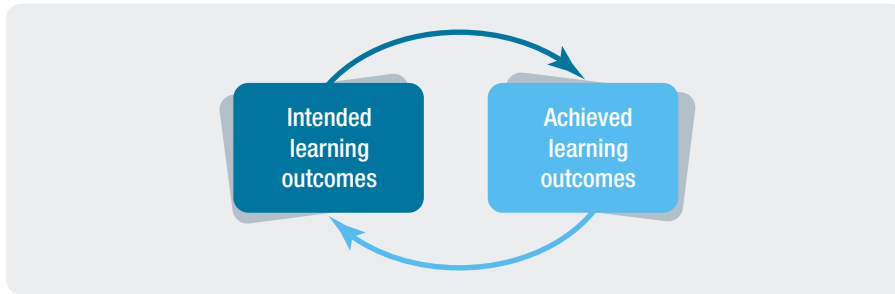 Intended
learning
outcomes
Achieved
learning
outcomes